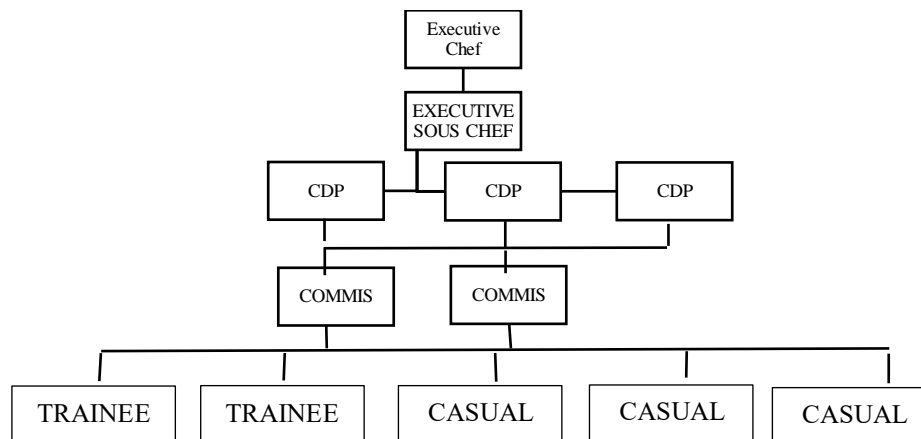 Executive
Chef
EXECUTIVE
SOUS CHEF
CDP
CDP
CDP
COMMIS
COMMIS
TRAINEE
TRAINEE
CASUAL
CASUAL
CASUAL